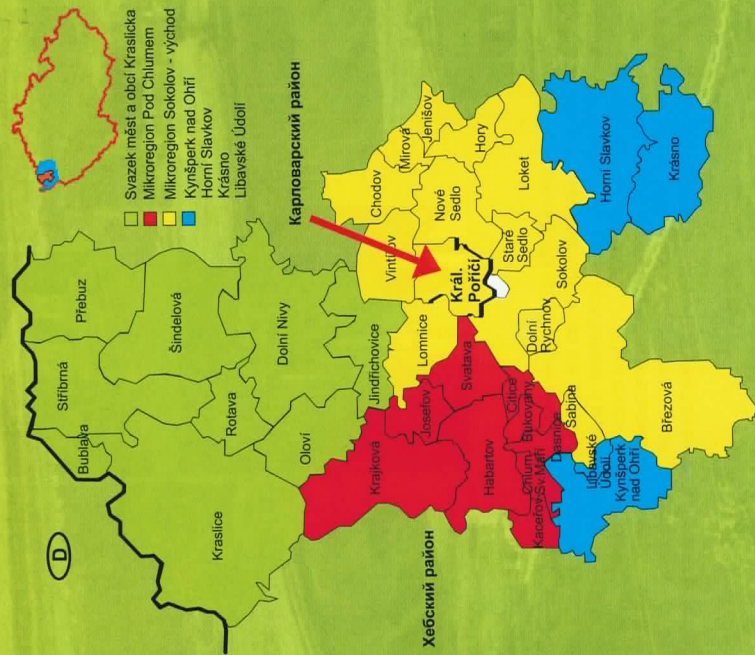 Svazek měst a obcí Kraslicka
Mikroregion Pod Chlumem
Mikroregion Sokolov - východ
Kynšperk nad Ohří
Horní Slavkov
Krásno
Libavské Údolí
Карловарский район
Хебский район
D
Přebuz
Stříbrná
Šindelová
Bublava
Rotava
Dolní Nivy
Kraslice
Oloví
Jindřichovice
Chodov
Mírová
Jenišov
Vintířov
Nové
Sedlo
Hory
Loket
Lomnice
Král.
Poříčí
Staré
Sedlo
Sokolov
Horní Slavkov
Krásno
Krajková
Josefov
Svatava
Habartov
Citice
Bukovany
Dolní
Rychnov
Chlum
Sv. Maří
Kaceřov
Dasnice
Šabina
Březová
Libavské
Údolí
Kynšperk
nad Ohří